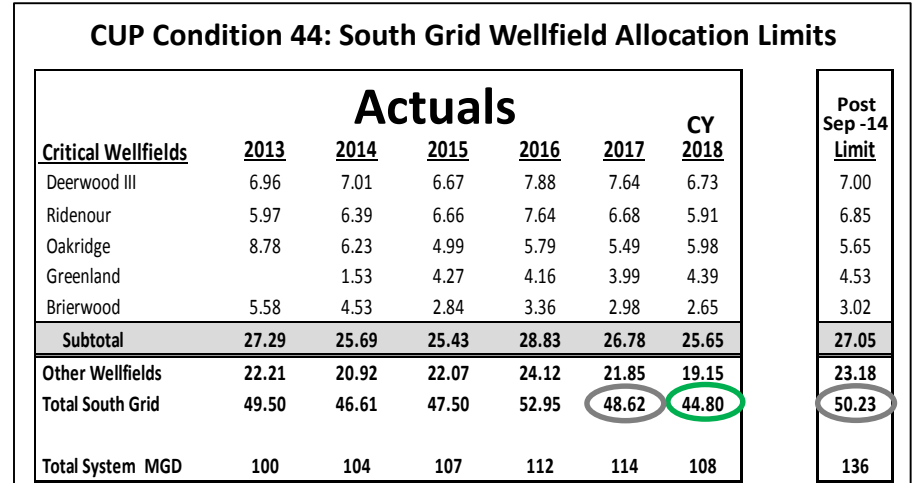 CUP Condition 44: South Grid Wellfield Allocation Limits
Actuals
Post
CY Sep -14
Critical Wellfields 2013 2014 2015 2016 2017 2018 Limit
Deerwood III 6.96 7.01 6.67 7.88 7.64 6.73 7.00
Ridenour 5.97 6.39 6.66 7.64 6.68 5.91 6.85
Oakridge 8.78 6.23 4.99 5.79 5.49 5.98 5.65
Greenland 1.53 4.27 4.16 3.99 4.39 4.53
Brierwood 5.58 4.53 2.84 3.36 2.98 2.65 3.02
Subtotal 27.29 25.69 25.43 28.83 26.78 25.65 27.05
Other Wellfields 22.21 20.92 22.07 24.12 21.85 19.15 23.18
Total South Grid 49.50 46.61 47.50 52.95 48.62 44.80 50.23
Total System MGD 100 104 107 112 114 108 136